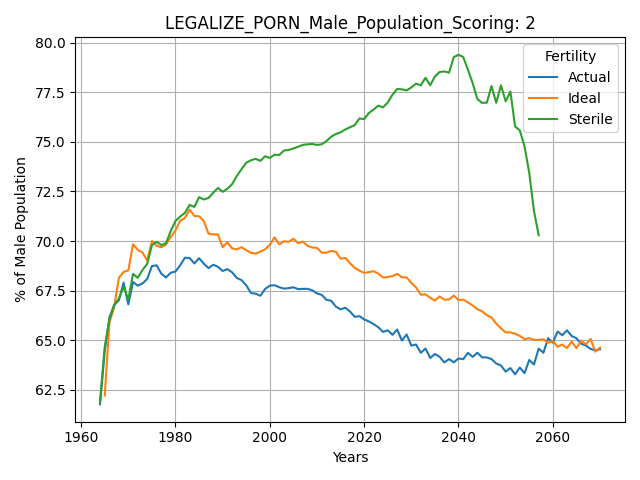 LEGALIZE_PORN_Male_Population_Scoring: 2
% of Male Population
80.0
77.5
75.0
72.5
70.0
67.5
65.0
62.5
Fertility
Actual
Ideal
Sterile
1960
1980
2000
2020
2040
2060
Years